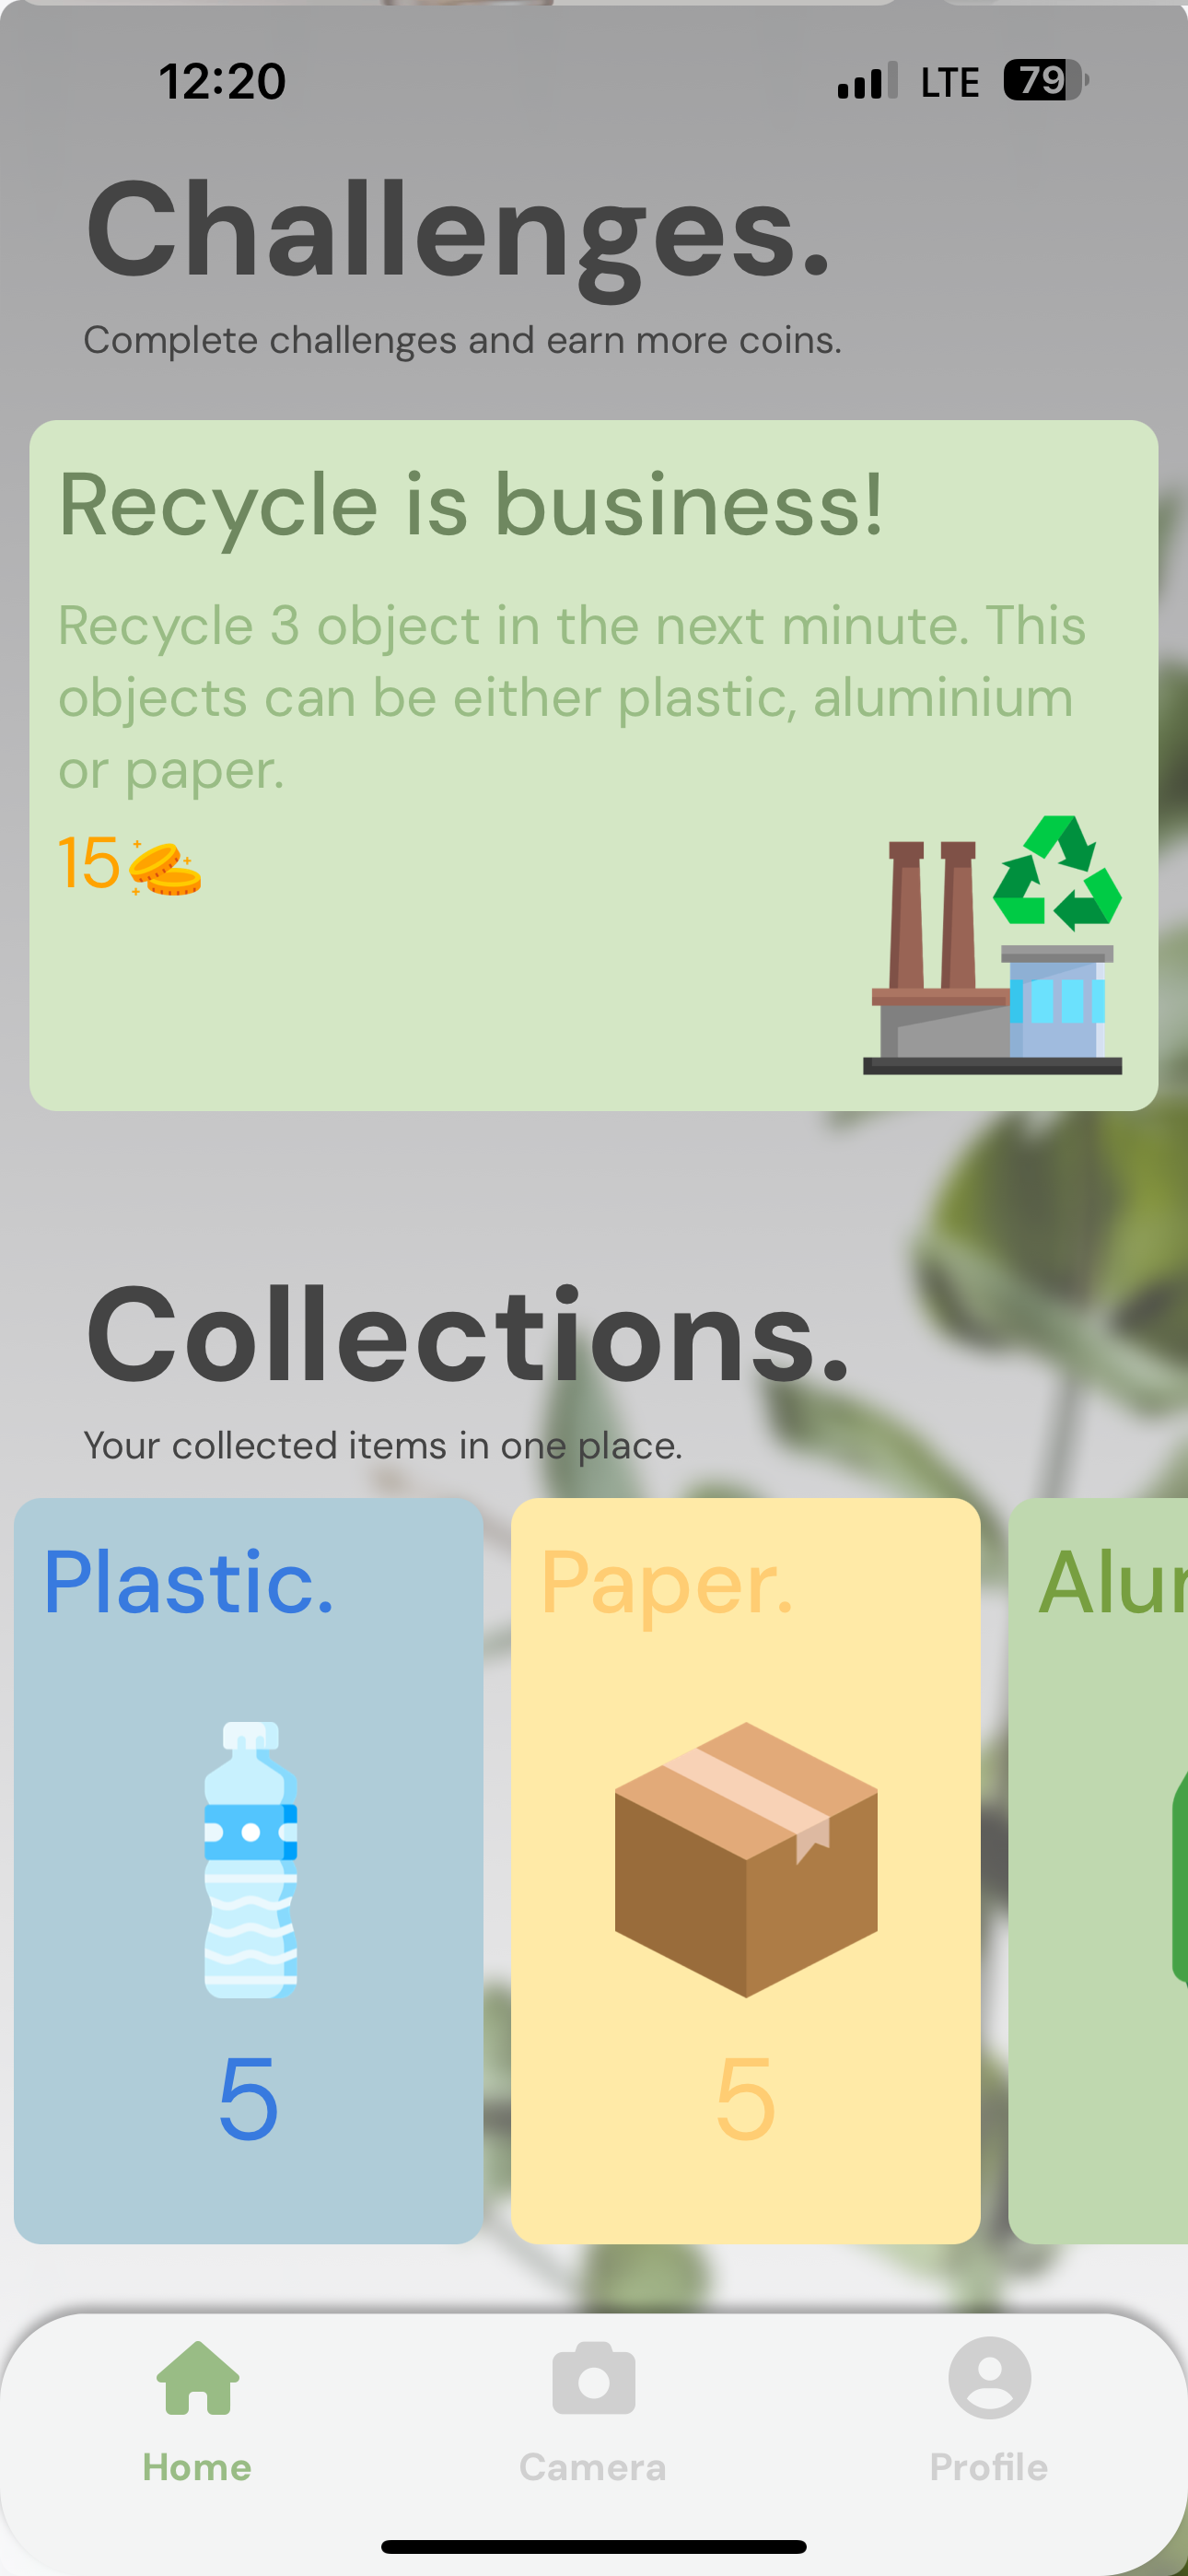 12:20 LTE 79
Challenges.
Complete challenges and earn more coins.
Recycle is business!
Recycle 3 object in the next minute. This
objects can be either plastic, aluminium
or paper.
15
Collections.
Your collected items in one place.
Plastic. Paper.
5 5
Home Camera Profile